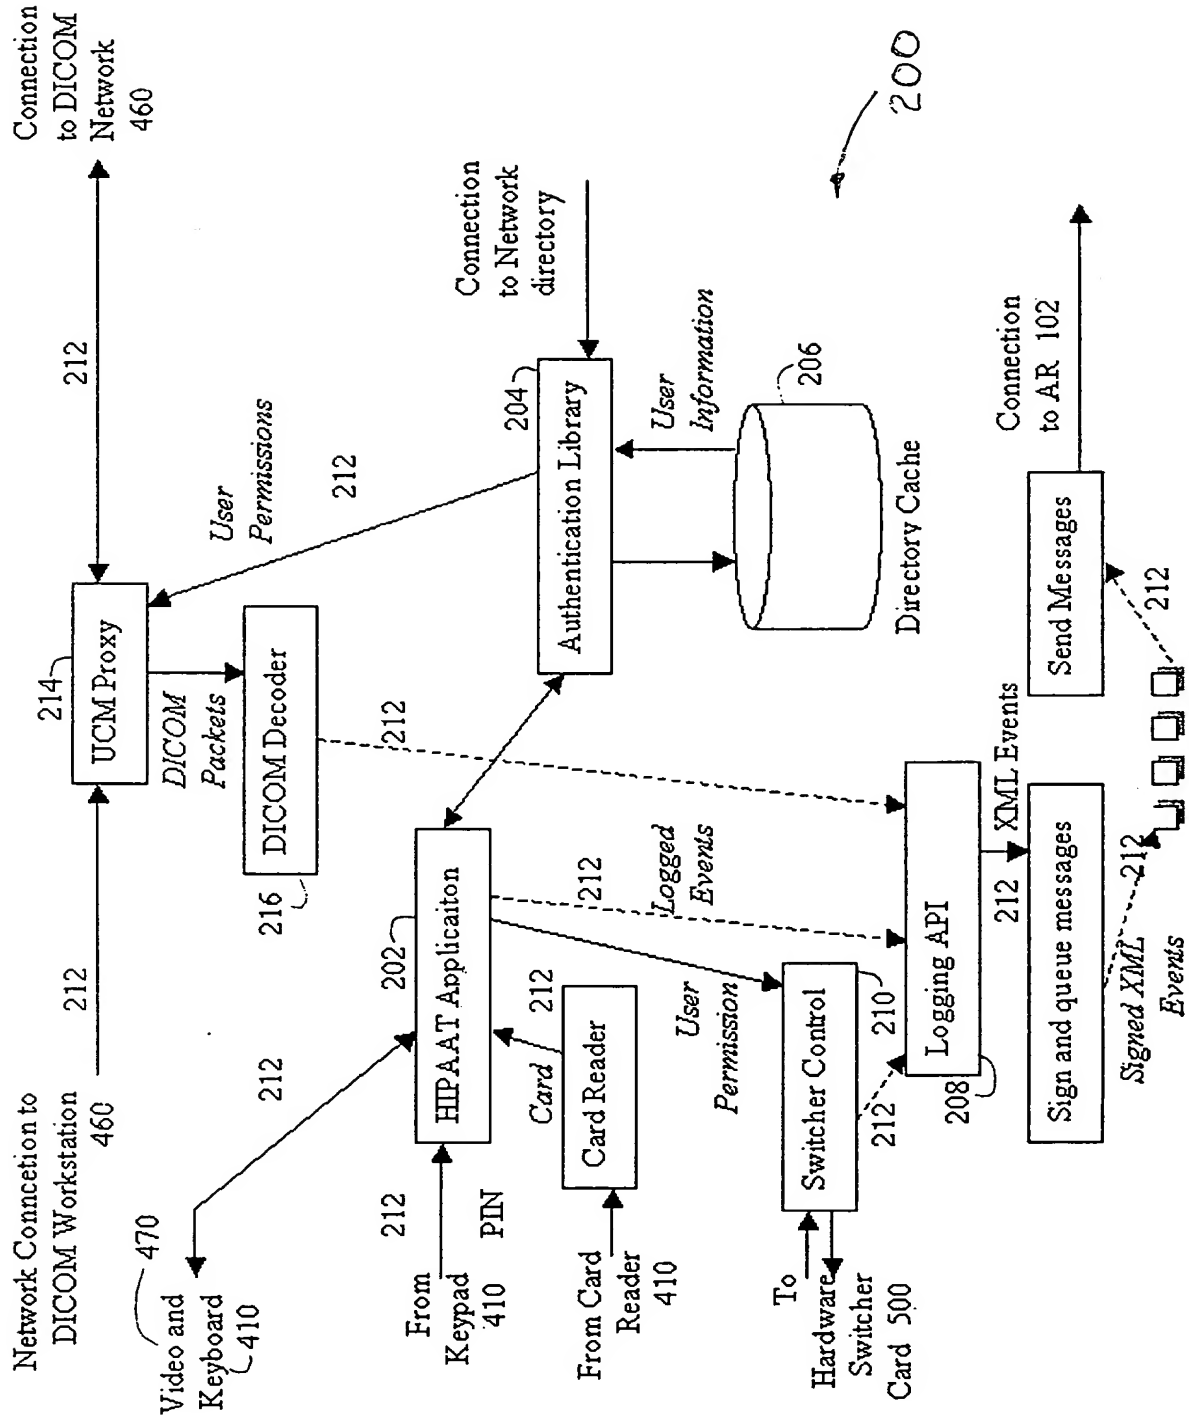 Network Conncetion to
DICOM Workstation
460
212
214
UCM Proxy
212
Connection
to DICOM
Network
460
DICOM
Packets
User
Permissions
212
216
DICOM Decoder
212
470
Video and
Keyboard
410
212
From
Keypad
410
212
PIN
202
HIPAAT Applicaiton
204
Authentication Library
Connection
to Network
directory
User
Information
206
Directory Cache
From Card
Reader
410
Card Reader
Card
212
212
Logged
Events
User
Permission
To
Hardware
Switcher
Card 500
Switcher Control
210
212
208
Logging API
212
XML Events
Sign and queue messages
Signed XML
Events
212
212
Send Messages
Connection
to AR 102
200